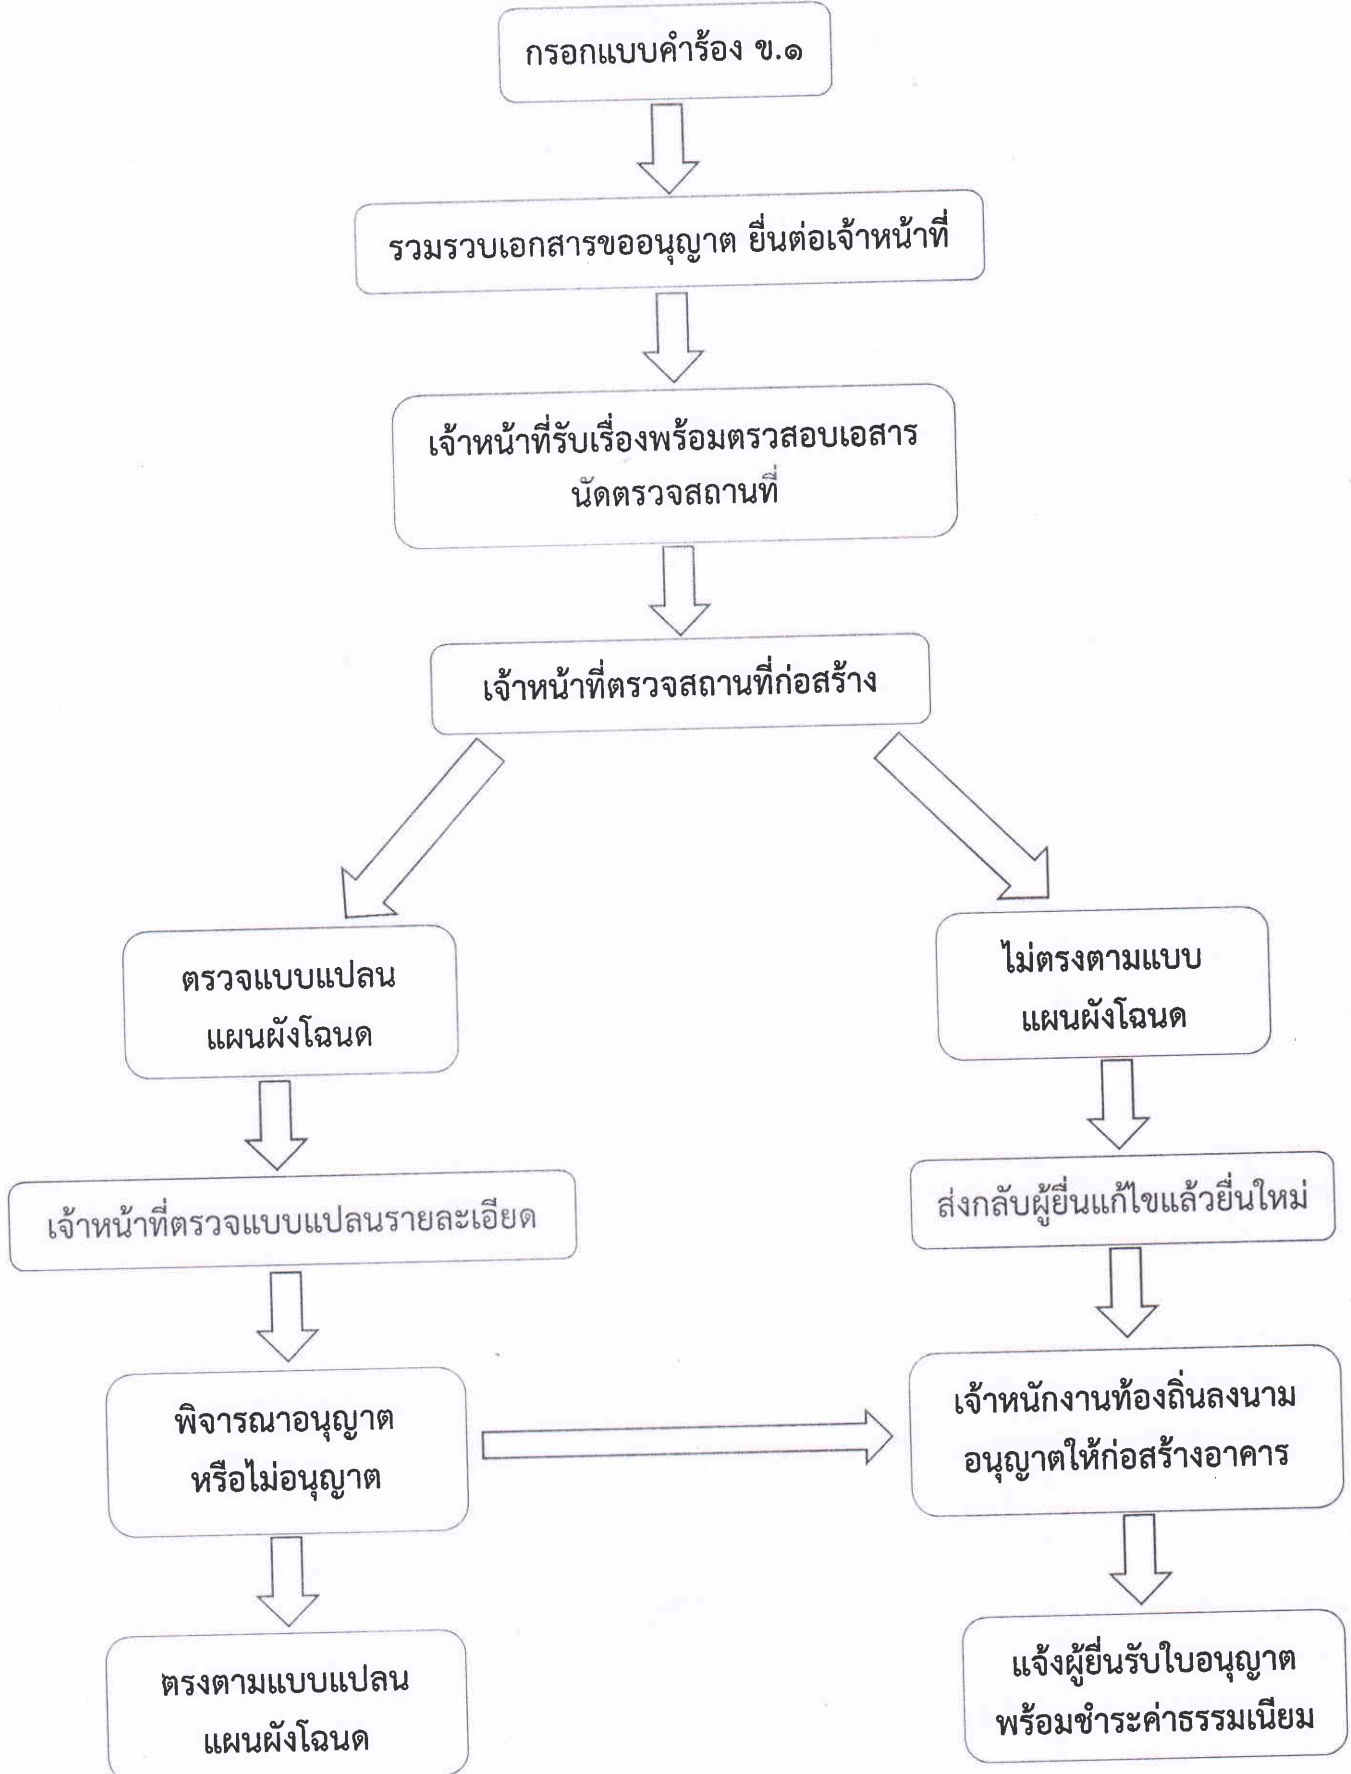 กรอกแบบคำร้อง ข.๑
รวมรวบเอกสารขออนุญาต ยื่นต่อเจ้าหน้าที่
เจ้าหน้าที่รับเรื่องพร้อมตรวสอบเอสาร
นัดตรวจสถานที่
เจ้าหน้าที่ตรวจสถานที่ก่อสร้าง
ตรวจแบบแปลน
แผนผังโฉนด
ไม่ตรงตามแบบ
แผนผังโฉนด
เจ้าหน้าที่ตรวจแบบแปลนรายละเอียด
ส่งกลับผู้ยื่นแก้ไขแล้วยื่นใหม่
พิจารณาอนุญาต
หรือไม่อนุญาต
เจ้าหนักงานท้องถิ่นลงนาม
อนุญาตให้ก่อสร้างอาคาร
ตรงตามแบบแปลน
แผนผังโฉนด
แจ้งผู้ยื่นรับใบอนุญาต
พร้อมชำระค่าธรรมเนียม